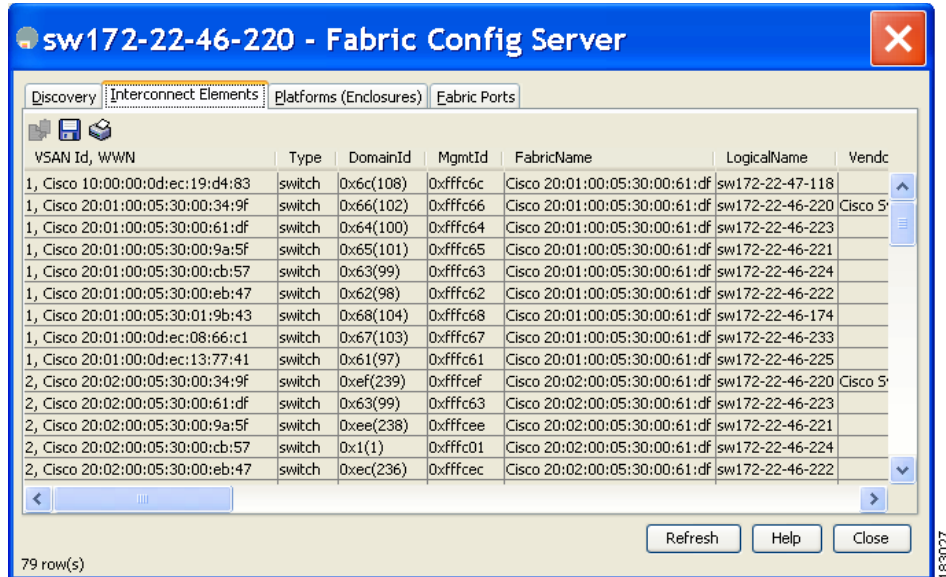 sw172-22-46-220 - Fabric Config Server
Discovery Interconnect Elements Platforms (Enclosures) Fabric Ports
VSAN Id, WWN Type DomainId MgmtId FabricName LogicalName
1, Cisco 10:00:00:0d:ec:19:d4:83 switch 0x6c(108) 0xfffc6c Cisco 20:01:00:05:30:00:61:df sw172-22-47-118
1, Cisco 20:01:00:05:30:00:34:9f switch 0x66(102) 0xfffc66 Cisco 20:01:00:05:30:00:61:df sw172-22-46-220 Cisco
1, Cisco 20:01:00:05:30:00:61:df switch 0x64(100) 0xfffc64 Cisco 20:01:00:05:30:00:61:df sw172-22-46-223
1, Cisco 20:01:00:05:30:00:9a:5f switch 0x65(101) 0xfffc65 Cisco 20:01:00:05:30:00:61:df sw172-22-46-221
1, Cisco 20:01:00:05:30:00:cb:57 switch 0x63(99) 0xfffc63 Cisco 20:01:00:05:30:00:61:df sw172-22-46-224
1, Cisco 20:01:00:05:30:00:eb:47 switch 0x62(98) 0xfffc62 Cisco 20:01:00:05:30:00:61:df sw172-22-46-222
1, Cisco 20:01:00:05:30:01:9b:43 switch 0x68(104) 0xfffc68 Cisco 20:01:00:05:30:00:61:df sw172-22-46-174
1, Cisco 20:01:00:0d:ec:08:66:c1 switch 0x67(103) 0xfffc67 Cisco 20:01:00:05:30:00:61:df sw172-22-46-233
1, Cisco 20:01:00:0d:ec:13:77:41 switch 0x61(97) 0xfffc61 Cisco 20:01:00:05:30:00:61:df sw172-22-46-225
2, Cisco 20:02:00:05:30:00:34:9f switch 0xef(239) 0xfffcef Cisco 20:02:00:05:30:00:61:df sw172-22-46-220 Cisco
2, Cisco 20:02:00:05:30:00:61:df switch 0x63(99) 0xfffc63 Cisco 20:02:00:05:30:00:61:df sw172-22-46-223
2, Cisco 20:02:00:05:30:00:9a:5f switch 0xee(238) 0xfffcee Cisco 20:02:00:05:30:00:61:df sw172-22-46-221
2, Cisco 20:02:00:05:30:00:cb:57 switch 0x1(1) 0xfffc01 Cisco 20:02:00:05:30:00:61:df sw172-22-46-224
2, Cisco 20:02:00:05:30:00:eb:47 switch 0xec(236) 0xfffcec Cisco 20:02:00:05:30:00:61:df sw172-22-46-222
Refresh Help Close
79 row(s)
183027